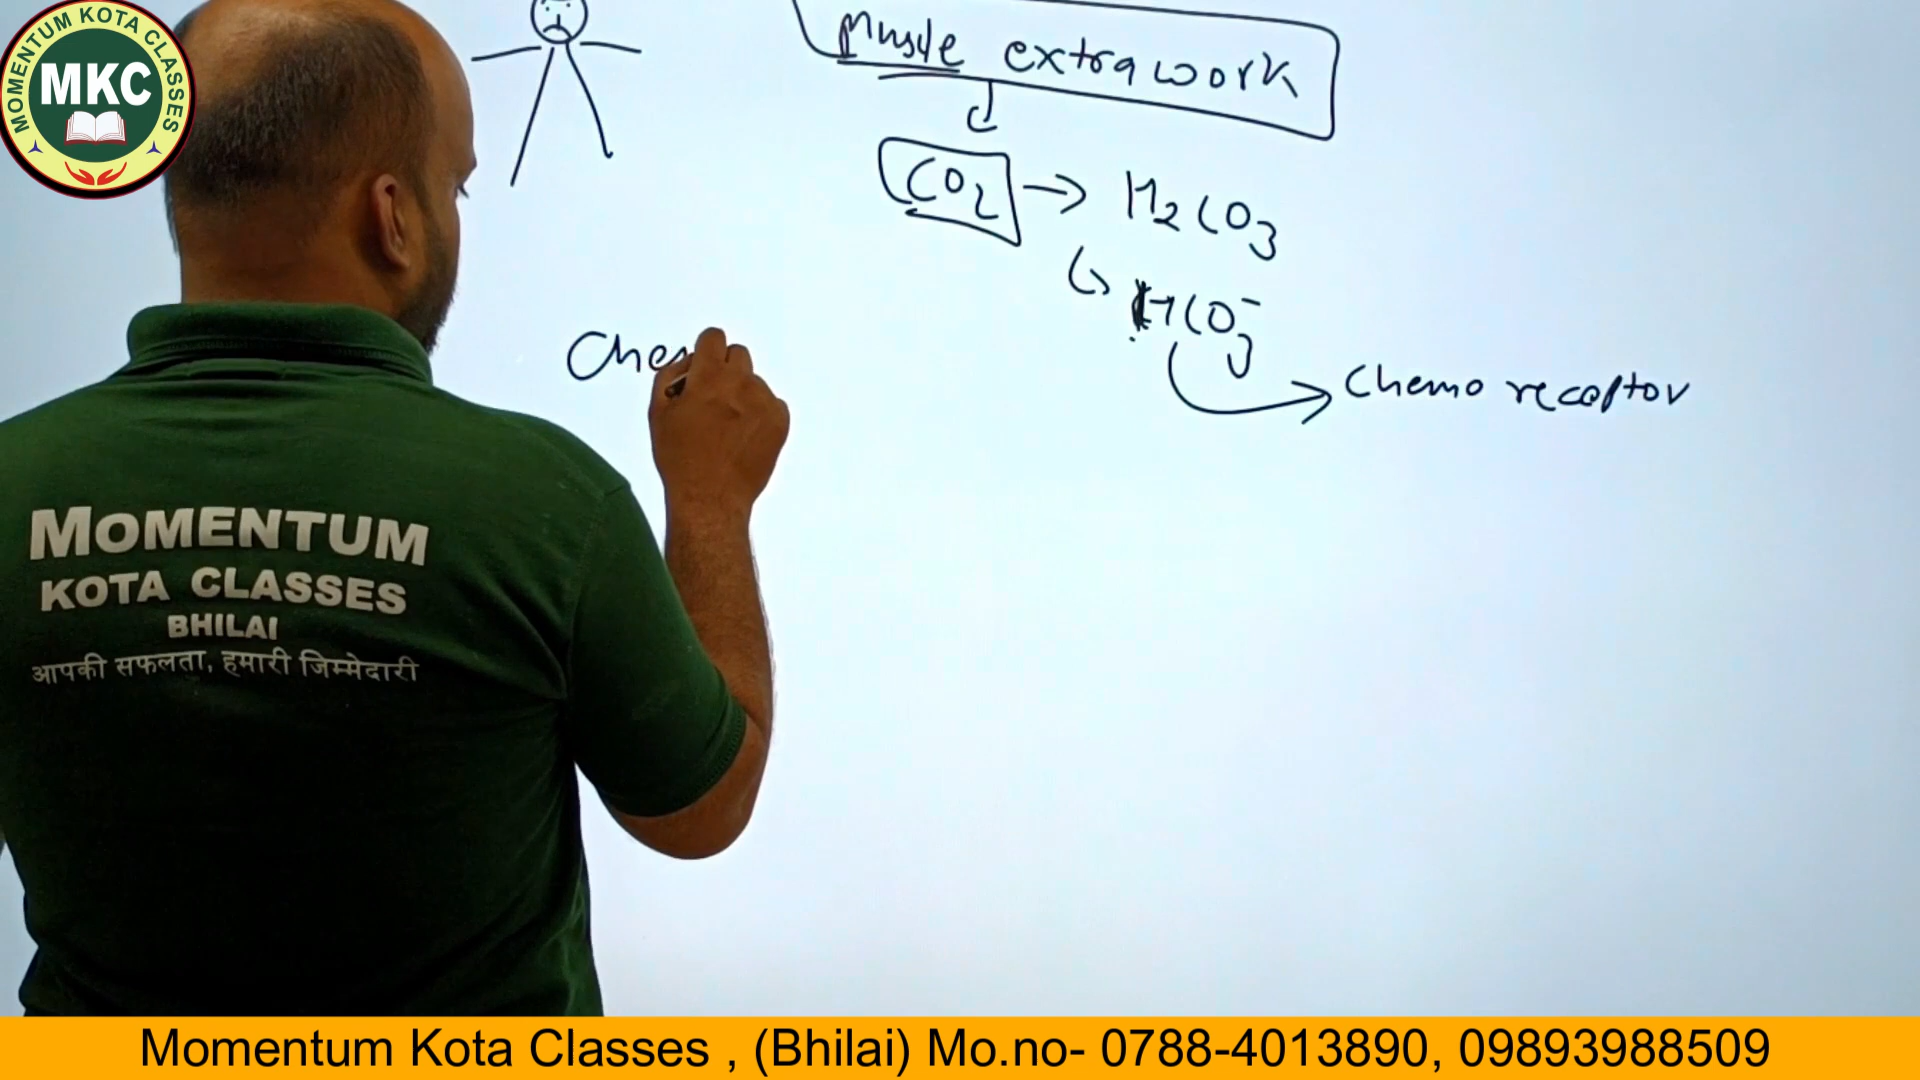 MOMENTUM KOTA CLASSES
MKC
Musle extra work
CO2 → H2CO3
HCO3-
Chemo receptor
Che
MOMENTUM
KOTA CLASSES
BHILAI
आपकी सफलता, हमारी जिम्मेदारी
Momentum Kota Classes , (Bhilai) Mo.no- 0788-4013890, 09893988509